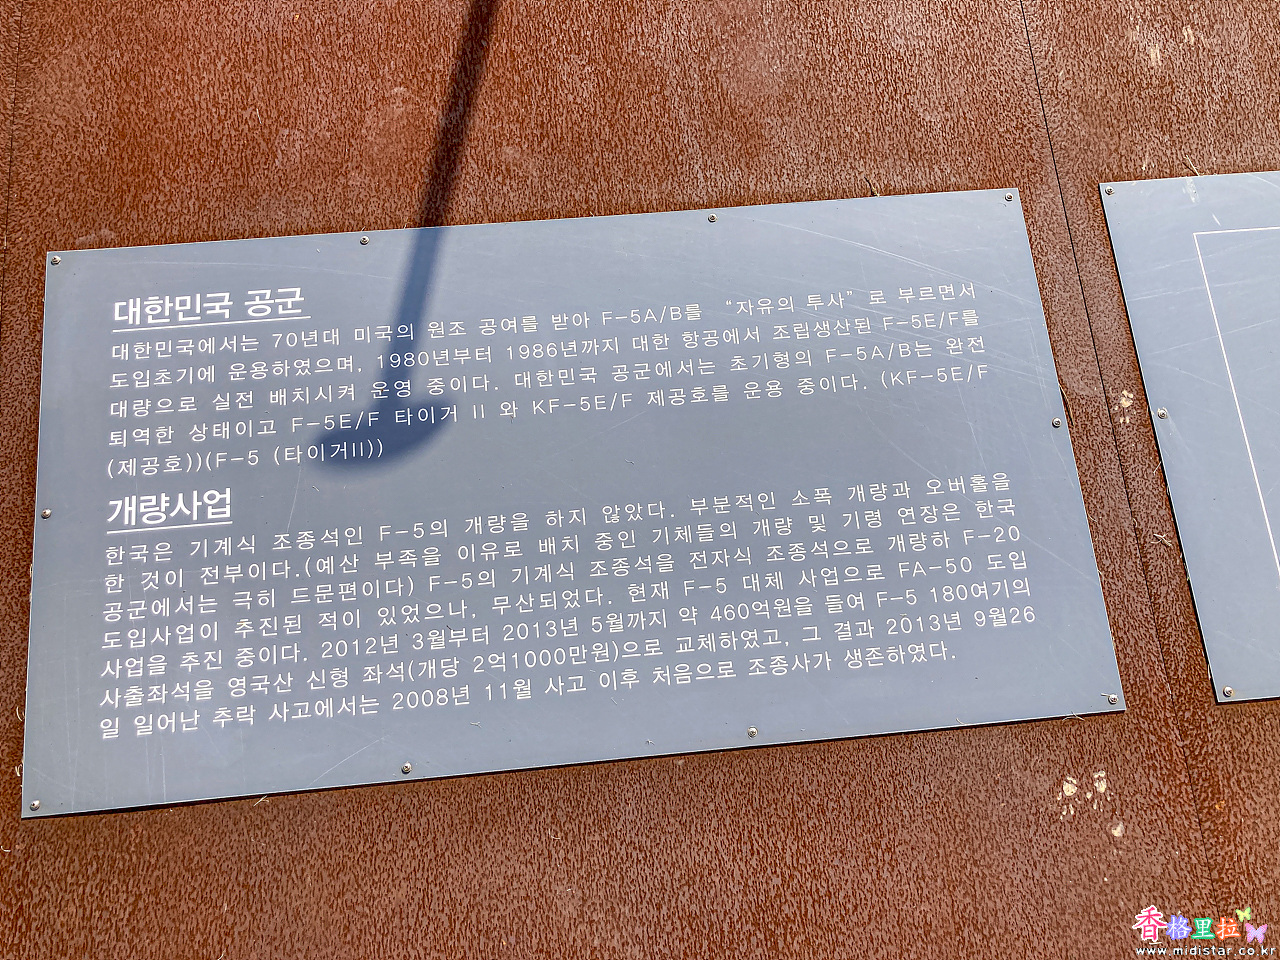 대한민국 공군
대한민국에서는 70년대 미국의 원조 공여를 받아 F-5A/B를 “자유의 투사”로 부르면서
도입초기에 운용하였으며, 1980년부터 1986년까지 대한 항공에서 조립생산된 F-5E/F를
대량으로 실전 배치시켜 운영 중이다. 대한민국 공군에서는 초기형의 F-5A/B는 완전
퇴역한 상태이고 F-5E/F 타이거 II 와 KF-5E/F 제공호를 운용 중이다. (KF-5E/F
(제공호))(F-5 (타이거II))
개량사업
한국은 기계식 조종석인 F-5의 개량을 하지 않았다. 부분적인 소폭 개량과 오버홀을
한 것이 전부이다.(예산 부족을 이유로 배치 중인 기체들의 개량 및 기령 연장은 한국
공군에서는 극히 드문편이다) F-5의 기계식 조종석을 전자식 조종석으로 개량하 F-20
도입사업이 추진된 적이 있었으나, 무산되었다. 현재 F-5 대체 사업으로 FA-50 도입
사업을 추진 중이다. 2012년 3월부터 2013년 5월까지 약 460억원을 들여 F-5 180여기의
사출좌석을 영국산 신형 좌석(개당 2억1000만원)으로 교체하였고, 그 결과 2013년 9월26
일 일어난 추락 사고에서는 2008년 11월 사고 이후 처음으로 조종사가 생존하였다.
香格里拉
www.midistar.co.kr